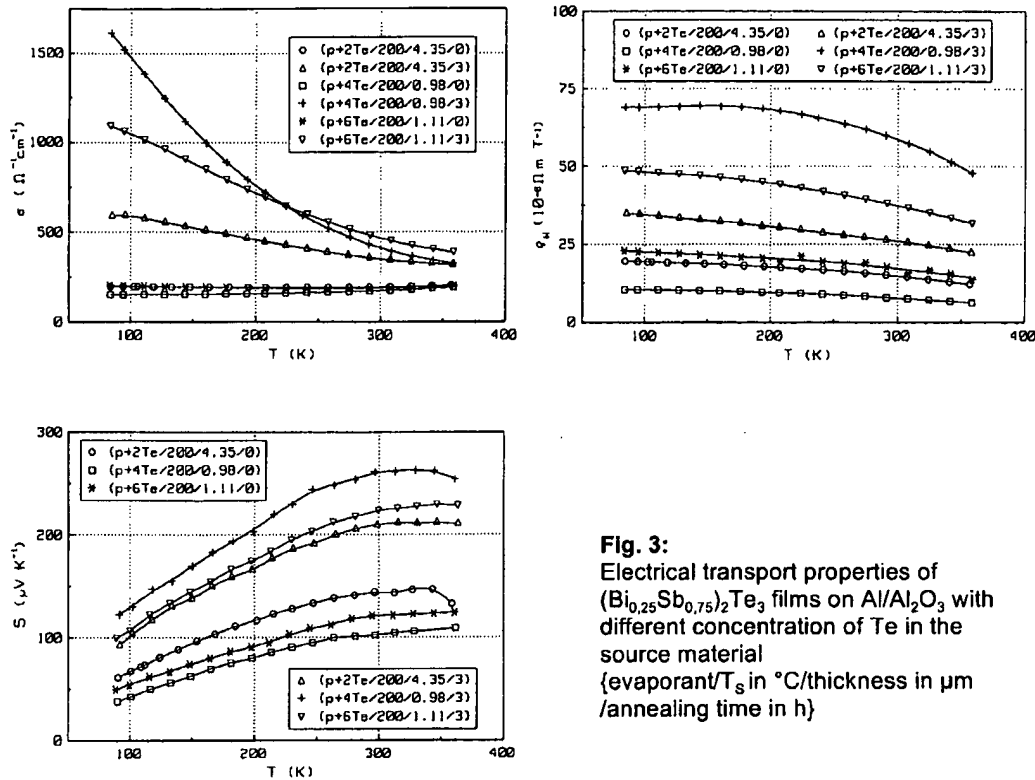 1500
1000
500
0
σ ( Ω⁻¹cm⁻¹)
(p+2Te/200/4.35/0)
(p+2Te/200/4.35/3)
(p+4Te/200/0.98/0)
(p+4Te/200/0.98/3)
(p+6Te/200/1.11/0)
(p+6Te/200/1.11/3)
100 200 300 400
T (K)
100
75
50
25
0
ρH (10⁻⁶Ω m T⁻¹)
(p+2Te/200/4.35/0) (p+2Te/200/4.35/3)
(p+4Te/200/0.98/0) (p+4Te/200/0.98/3)
(p+6Te/200/1.11/0) (p+6Te/200/1.11/3)
100 200 300 400
T (K)
300
200
100
0
S (μV K⁻¹)
(p+2Te/200/4.35/0)
(p+4Te/200/0.98/0)
(p+6Te/200/1.11/0)
(p+2Te/200/4.35/3)
(p+4Te/200/0.98/3)
(p+6Te/200/1.11/3)
100 200 300 400
T (K)
Fig. 3:
Electrical transport properties of
(Bi₀,₂₅Sb₀,₇₅)₂Te₃ films on Al/Al₂O₃ with
different concentration of Te in the
source material
{evaporant/Tₛ in °C/thickness in µm
/annealing time in h}